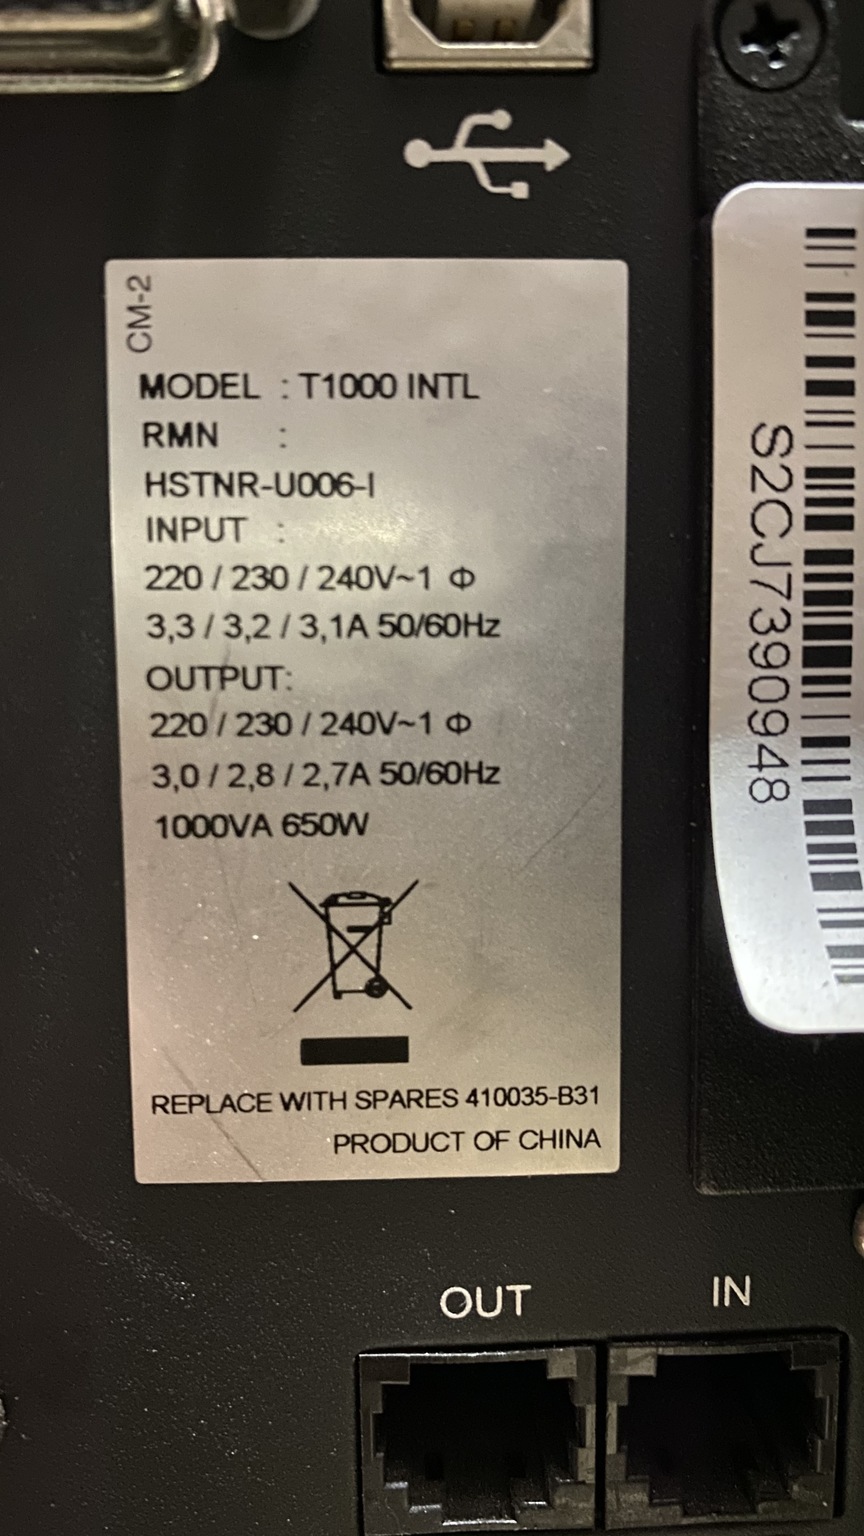 CM-2
MODEL : T1000 INTL
RMN :
HSTNR-U006-I
INPUT :
220 / 230 / 240V~1 Φ
3,3 / 3,2 / 3,1A 50/60Hz
OUTPUT:
220 / 230 / 240V~1 Φ
3,0 / 2,8 / 2,7A 50/60Hz
1000VA 650W
REPLACE WITH SPARES 410035-B31
PRODUCT OF CHINA
S2CJ7390948
OUT IN